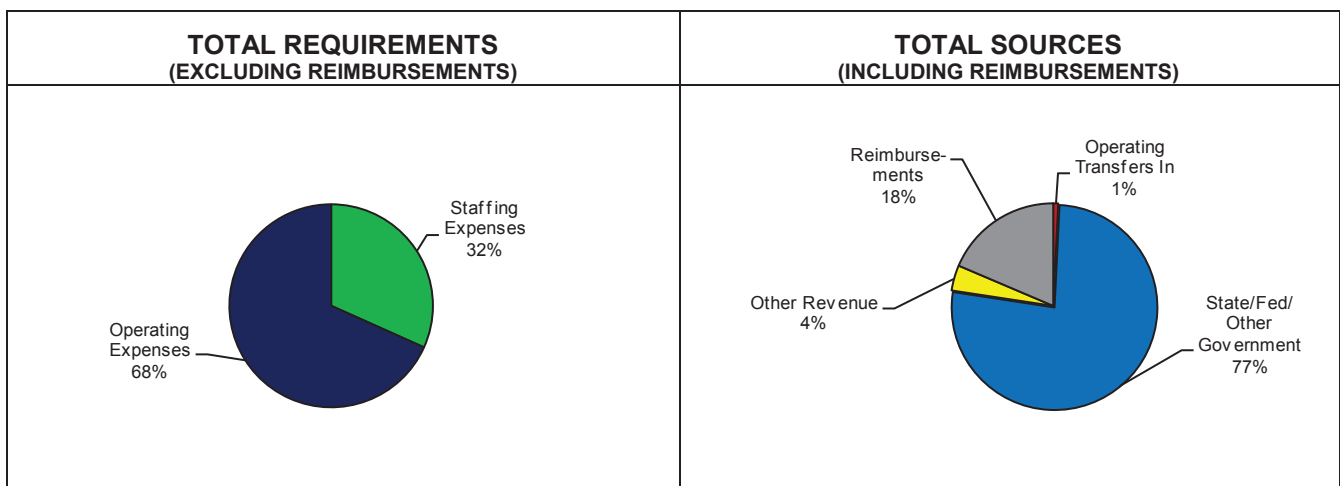 TOTAL REQUIREMENTS
(EXCLUDING REIMBURSEMENTS)
Staffing
Expenses
32%
Operating
Expenses
68%
TOTAL SOURCES
(INCLUDING REIMBURSEMENTS)
Reimburse-
ments
18%
Operating
Transfers In
1%
Other Revenue
4%
State/Fed/
Other
Government
77%